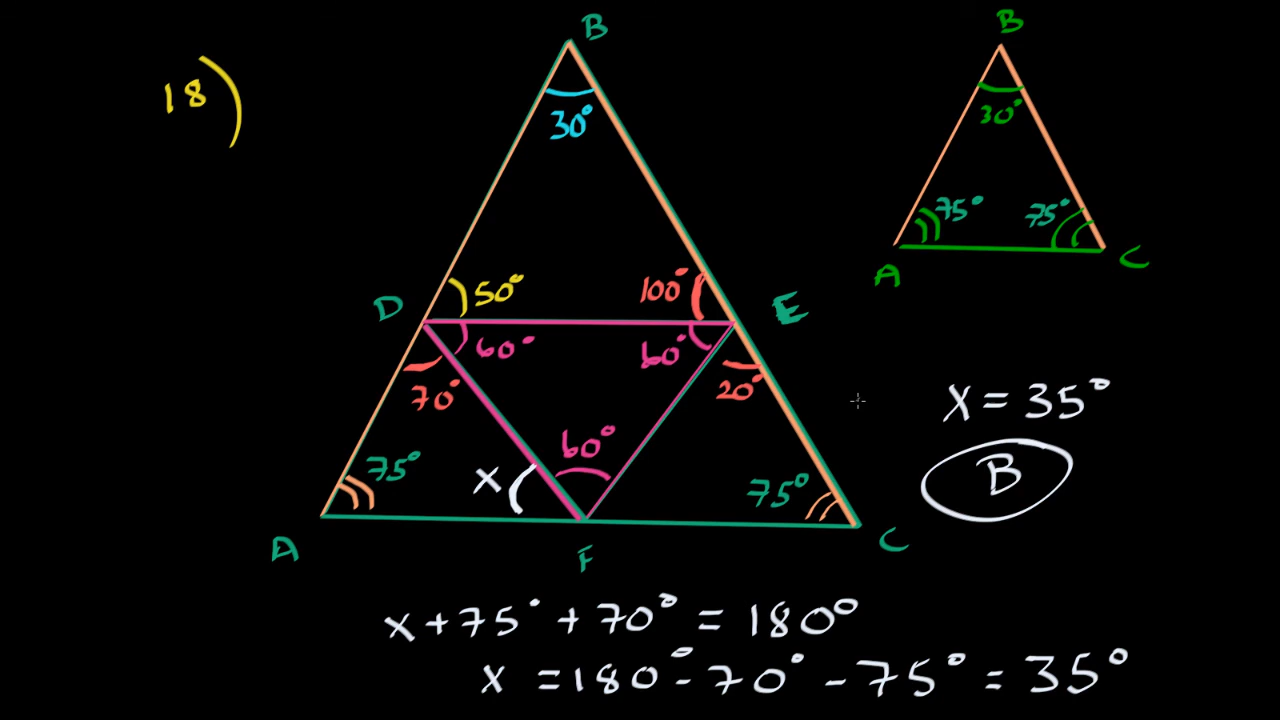 18)
B
30°
D
50°
100°
E
60°
60°
70°
20°
60°
75°
x
75°
A
F
C
B
30°
75°
75°
A
C
x = 35°
B
x + 75° + 70° = 180°
x = 180° - 70° - 75° = 35°